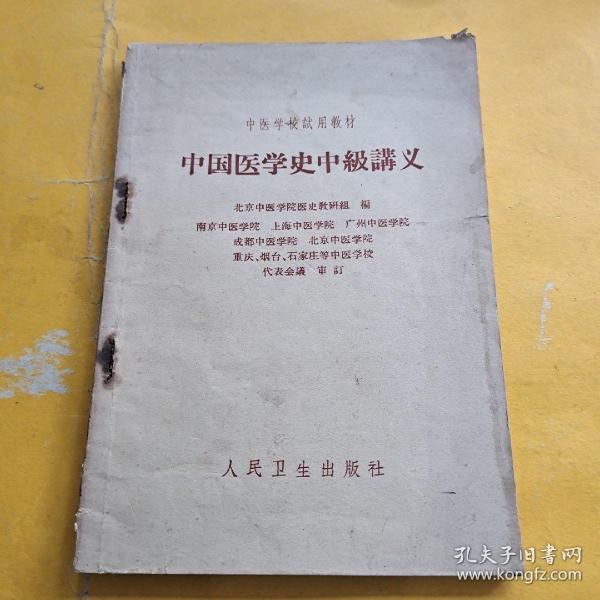 中医学校試用教材
中国医学史中級講义
北京中医学院医史教研組 編
南京中医学院 上海中医学院 广州中医学院
成都中医学院 北京中医学院
重庆、烟台、石家庄等中医学校
代表会議 审訂
人民卫生出版社
孔夫子旧书网
www.kongfz.com